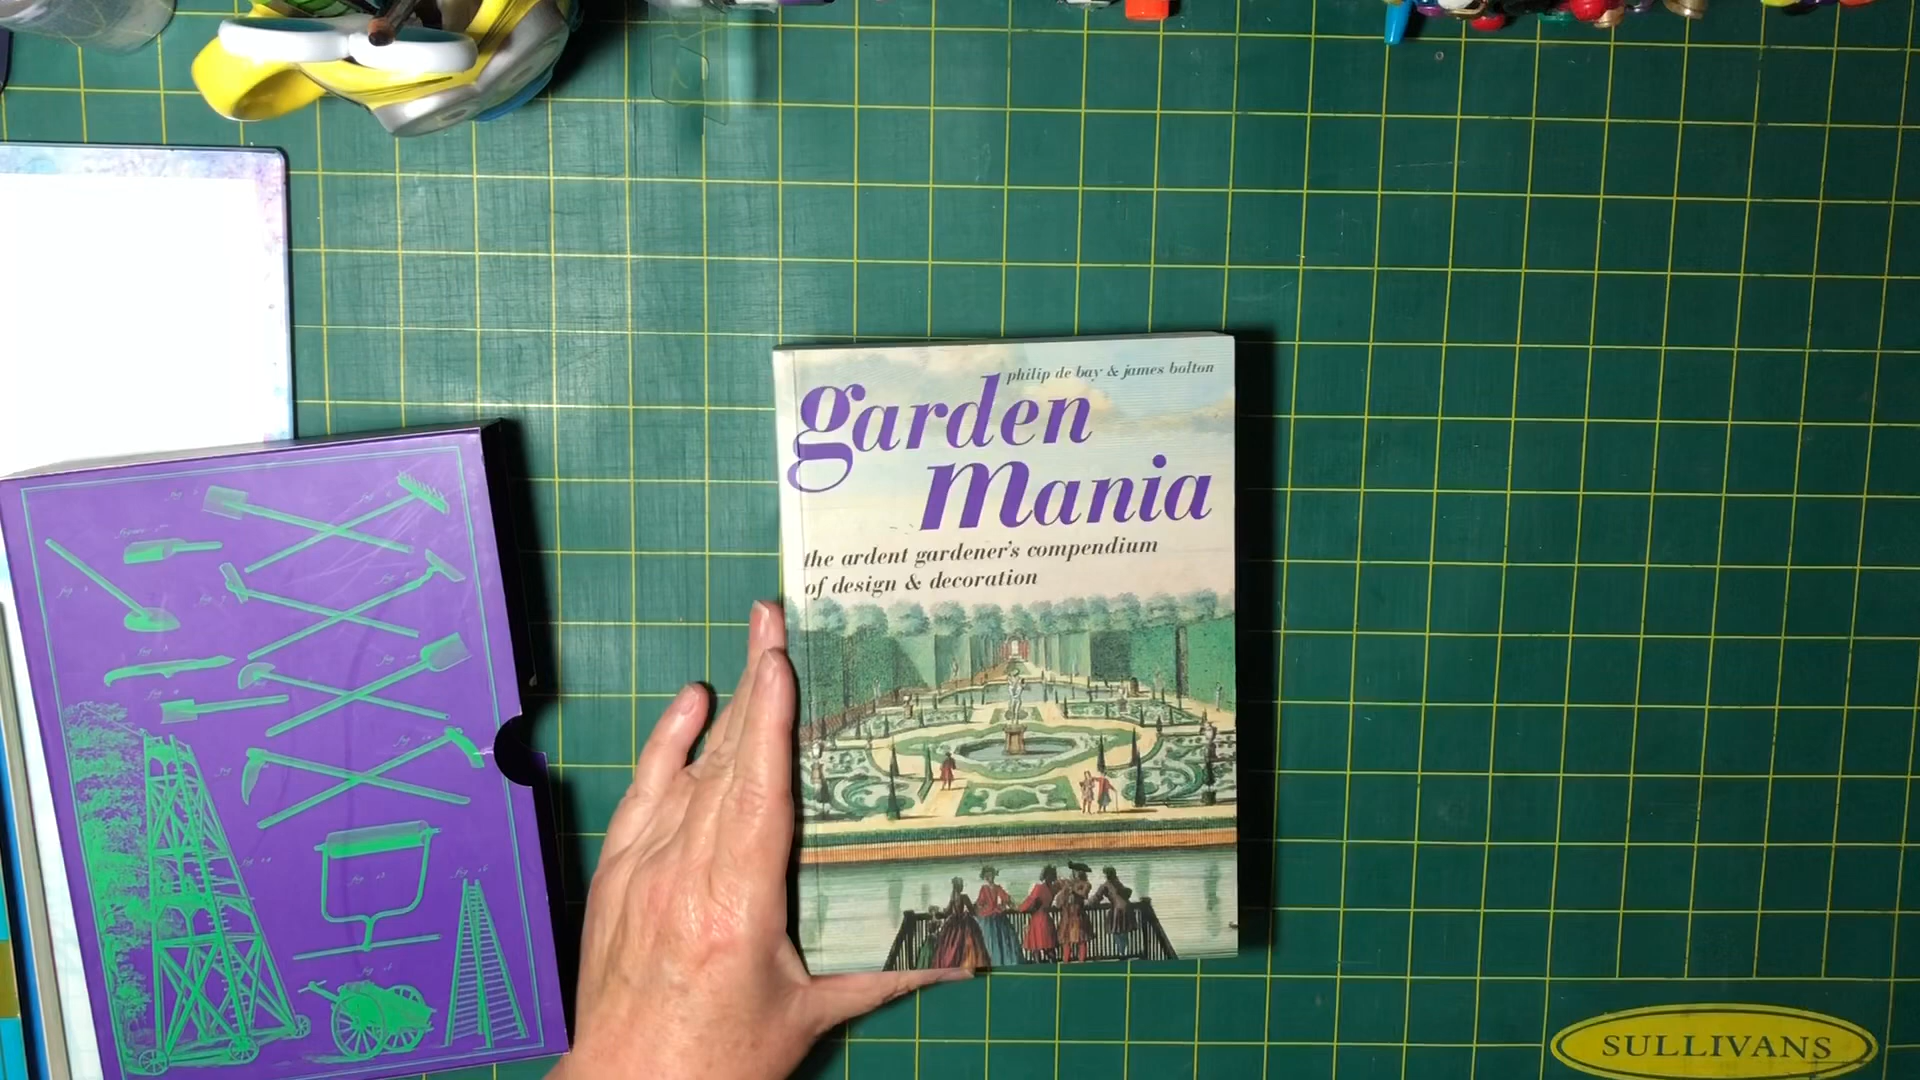 philip de bay & james bolton
garden
mania
the ardent gardener's compendium
of design & decoration
SULLIVANS